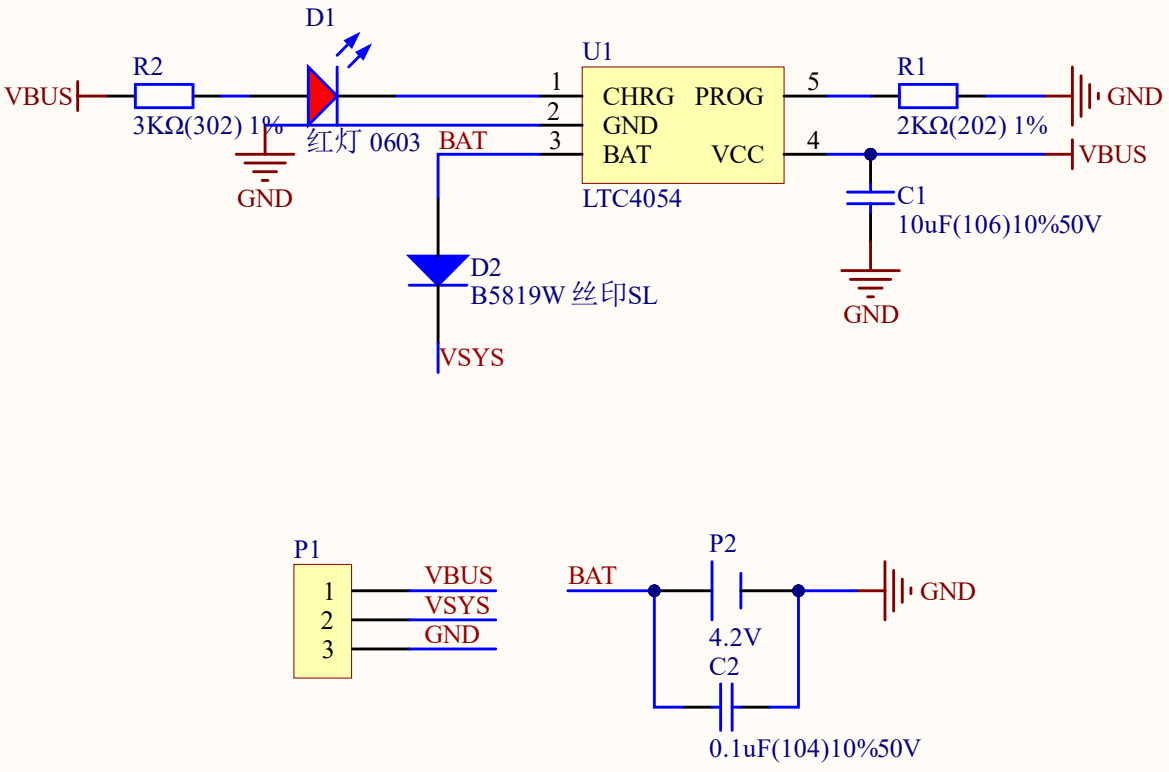 D1
U1
R2
R1
VBUS
1
CHRG
PROG
5
GND
3KΩ(302) 1%
2
GND
2KΩ(202) 1%
红灯 0603
BAT
3
BAT
VCC
4
VBUS
GND
LTC4054
C1
10uF(106)10%50V
D2
B5819W 丝印SL
GND
VSYS
P1
P2
1
VBUS
BAT
2
VSYS
GND
3
GND
4.2V
C2
0.1uF(104)10%50V